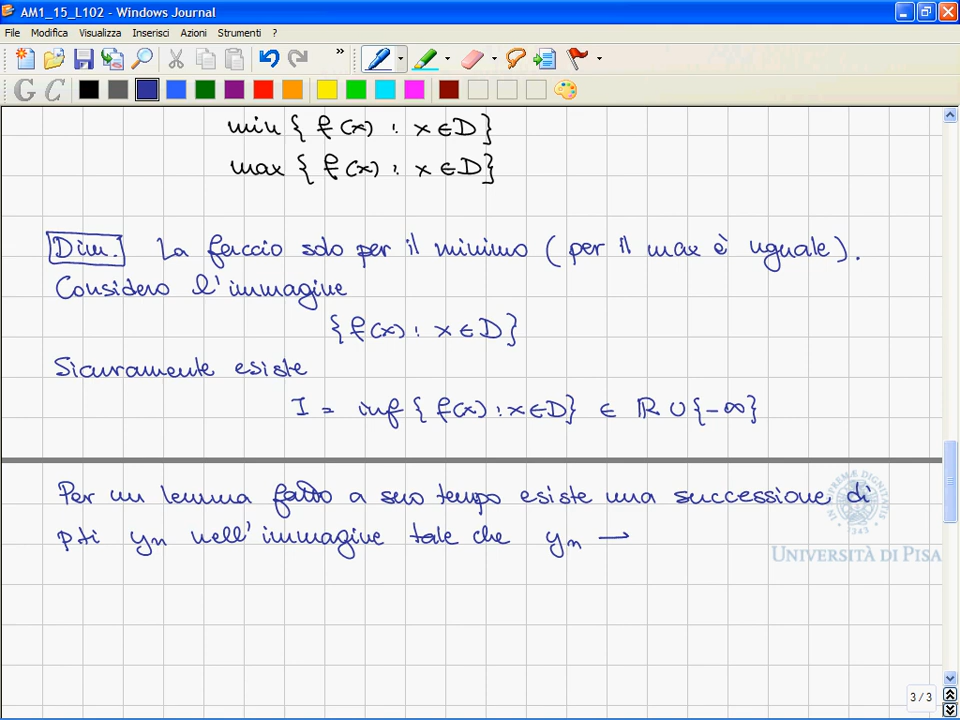 AM1_15_L102 - Windows Journal
File Modifica Visualizza Inserisci Azioni Strumenti ?
min { f(x) : x ∈ D}
max { f(x) : x ∈ D}
Dim. La faccio solo per il minimo (per il max è uguale).
Considero l'immagine
{f(x) : x ∈ D}
Sicuramente esiste
I = inf { f(x) : x ∈ D} ∈ ℝ ∪ {-∞}
Per un lemma fatto a suo tempo esiste una successione di
pti yn nell'immagine tale che yn →
UNIVERSITÀ DI PISA
3 / 3